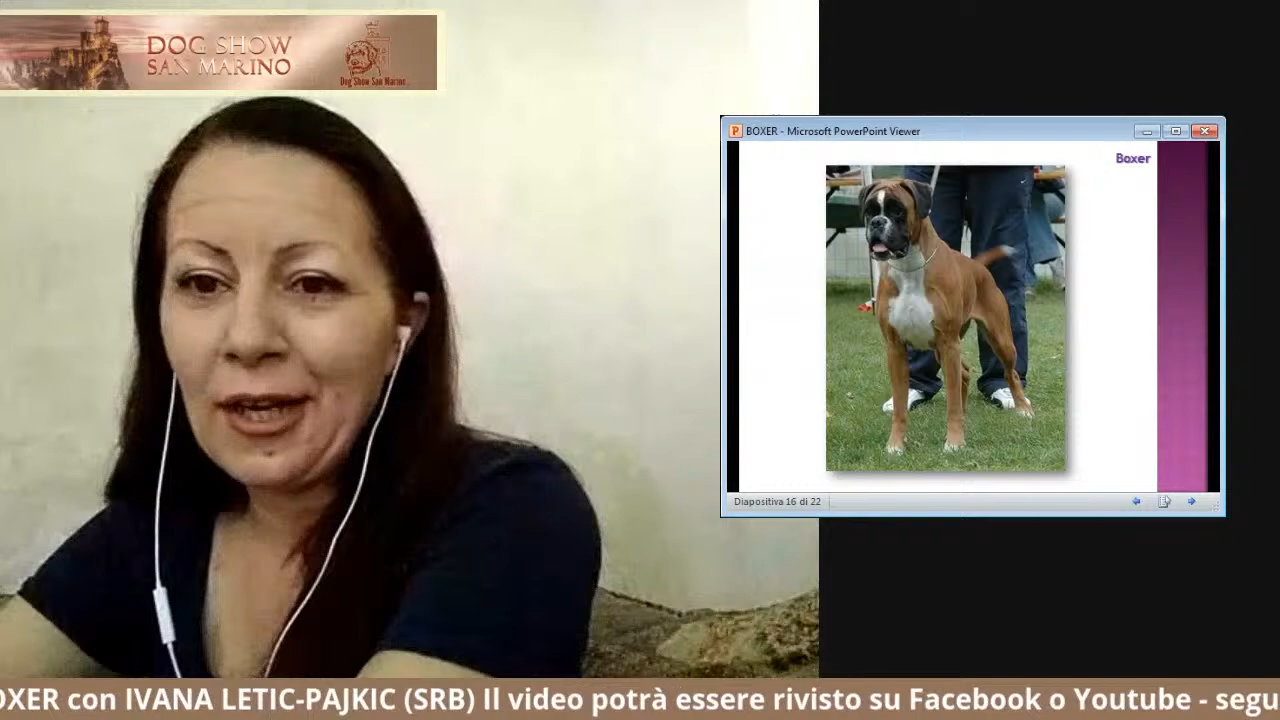 DOG SHOW
SAN MARINO
Dog Show San Marino
BOXER - Microsoft PowerPoint Viewer
Boxer
Diapositiva 16 di 22
OXER con IVANA LETIC-PAJKIC (SRB) Il video potrà essere rivisto su Facebook o Youtube - segu